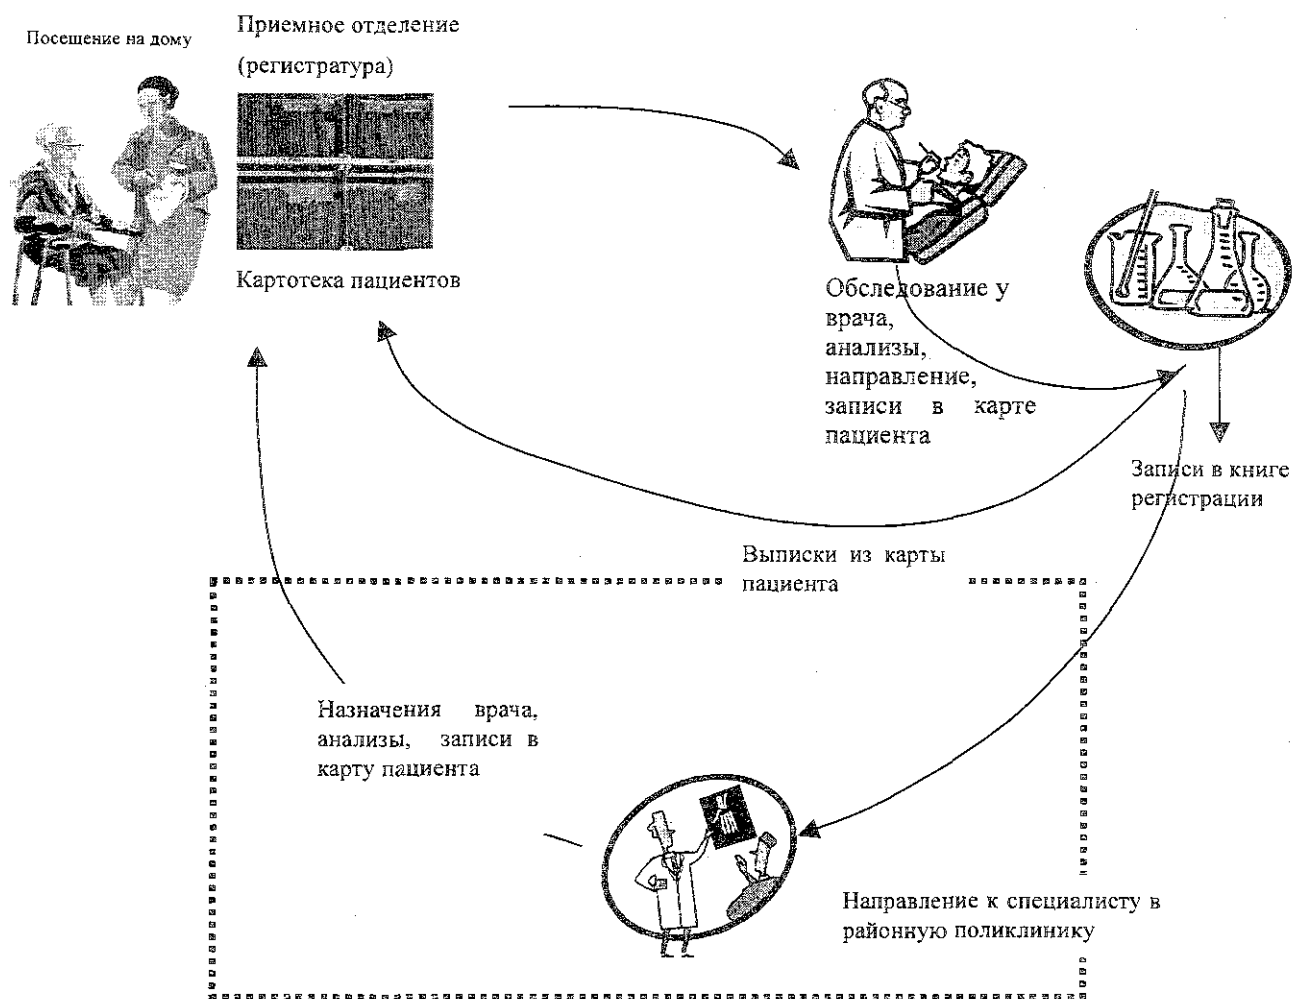 Посещение на дому
Приемное отделение
(регистратура)
Картотека пациентов
Обследование у
врача,
анализы,
направление,
записи в карте
пациента
Записи в книге
регистрации
Выписки из карты
пациента
Назначения врача,
анализы, записи в
карту пациента
Направление к специалисту в
районную поликлинику